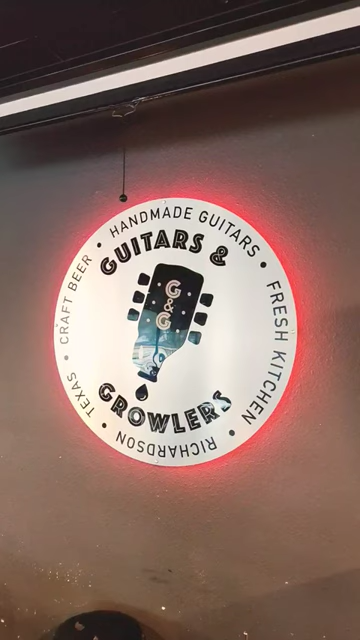 HANDMADE GUITARS • FRESH KITCHEN • RICHARDSON • TEXAS • CRAFT BEER •
GUITARS &
G
&
G
GROWLERS